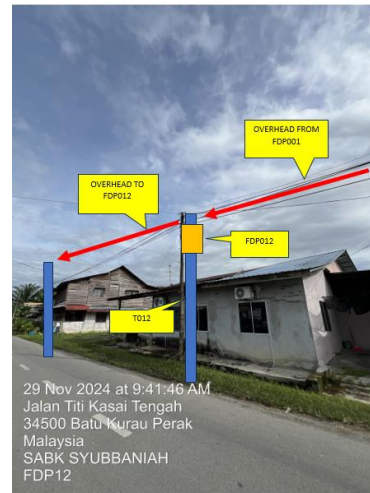 OVERHEAD FROM
FDP001
OVERHEAD TO
FDP012
FDP012
T012
29 Nov 2024 at 9:41:46 AM
Jalan Titi Kasai Tengah
34500 Batu Kurau Perak
Malaysia
SABK SYUBBANIAH
FDP12